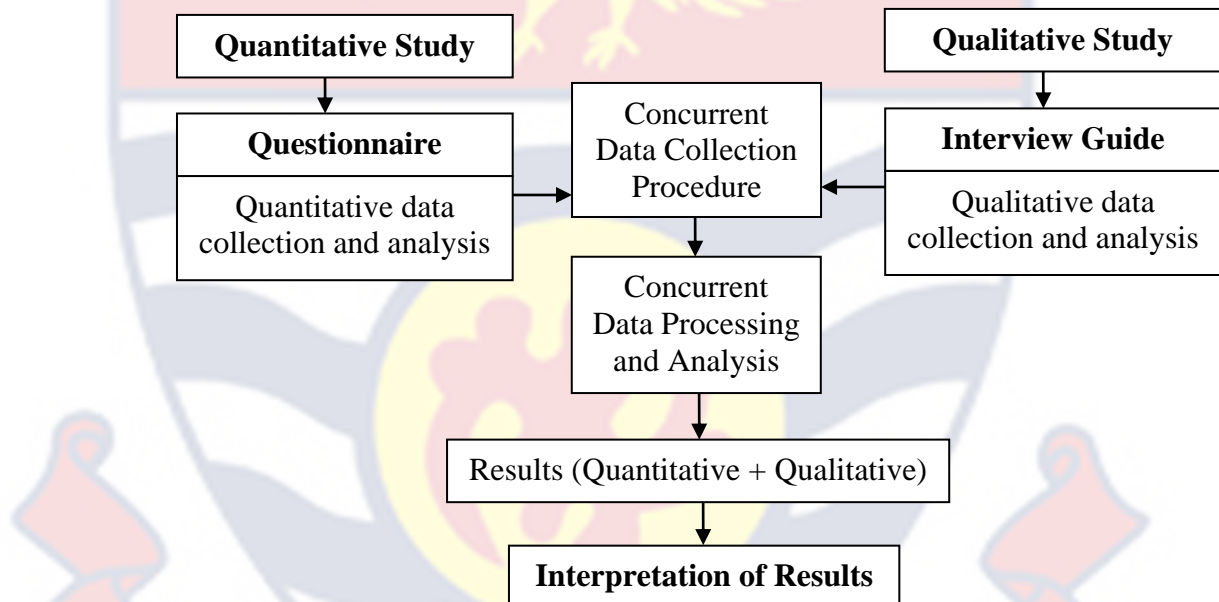 Quantitative Study
Qualitative Study
Questionnaire
Quantitative data
collection and analysis
Concurrent
Data Collection
Procedure
Interview Guide
Qualitative data
collection and analysis
Concurrent
Data Processing
and Analysis
Results (Quantitative + Qualitative)
Interpretation of Results